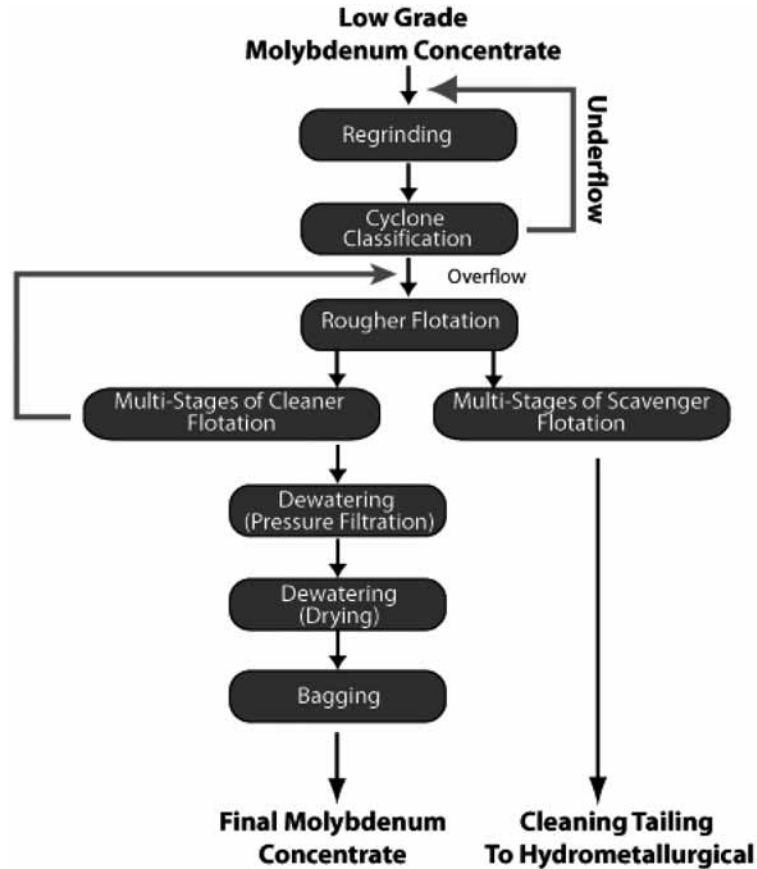 Low Grade
Molybdenum Concentrate
Underflow
Regrinding
Cyclone
Classification
Overflow
Rougher Flotation
Multi-Stages of Cleaner
Flotation
Multi-Stages of Scavenger
Flotation
Dewatering
(Pressure Filtration)
Dewatering
(Drying)
Bagging
Final Molybdenum
Concentrate
Cleaning Tailing
To Hydrometallurgical